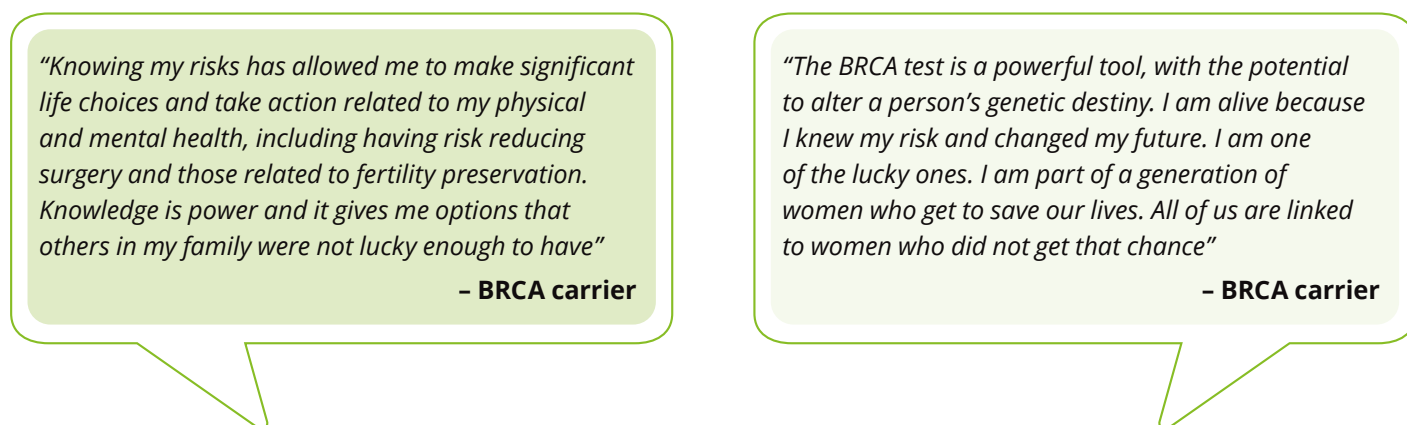 “Knowing my risks has allowed me to make significant
life choices and take action related to my physical
and mental health, including having risk reducing
surgery and those related to fertility preservation.
Knowledge is power and it gives me options that
others in my family were not lucky enough to have”
– BRCA carrier
“The BRCA test is a powerful tool, with the potential
to alter a person’s genetic destiny. I am alive because
I knew my risk and changed my future. I am one
of the lucky ones. I am part of a generation of
women who get to save our lives. All of us are linked
to women who did not get that chance”
– BRCA carrier